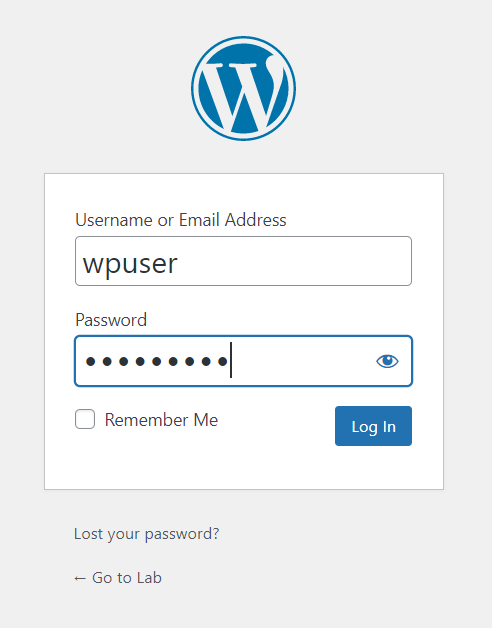 Username or Email Address
wpuser
Password
•••••••••
Remember Me
Log In
Lost your password?
← Go to Lab